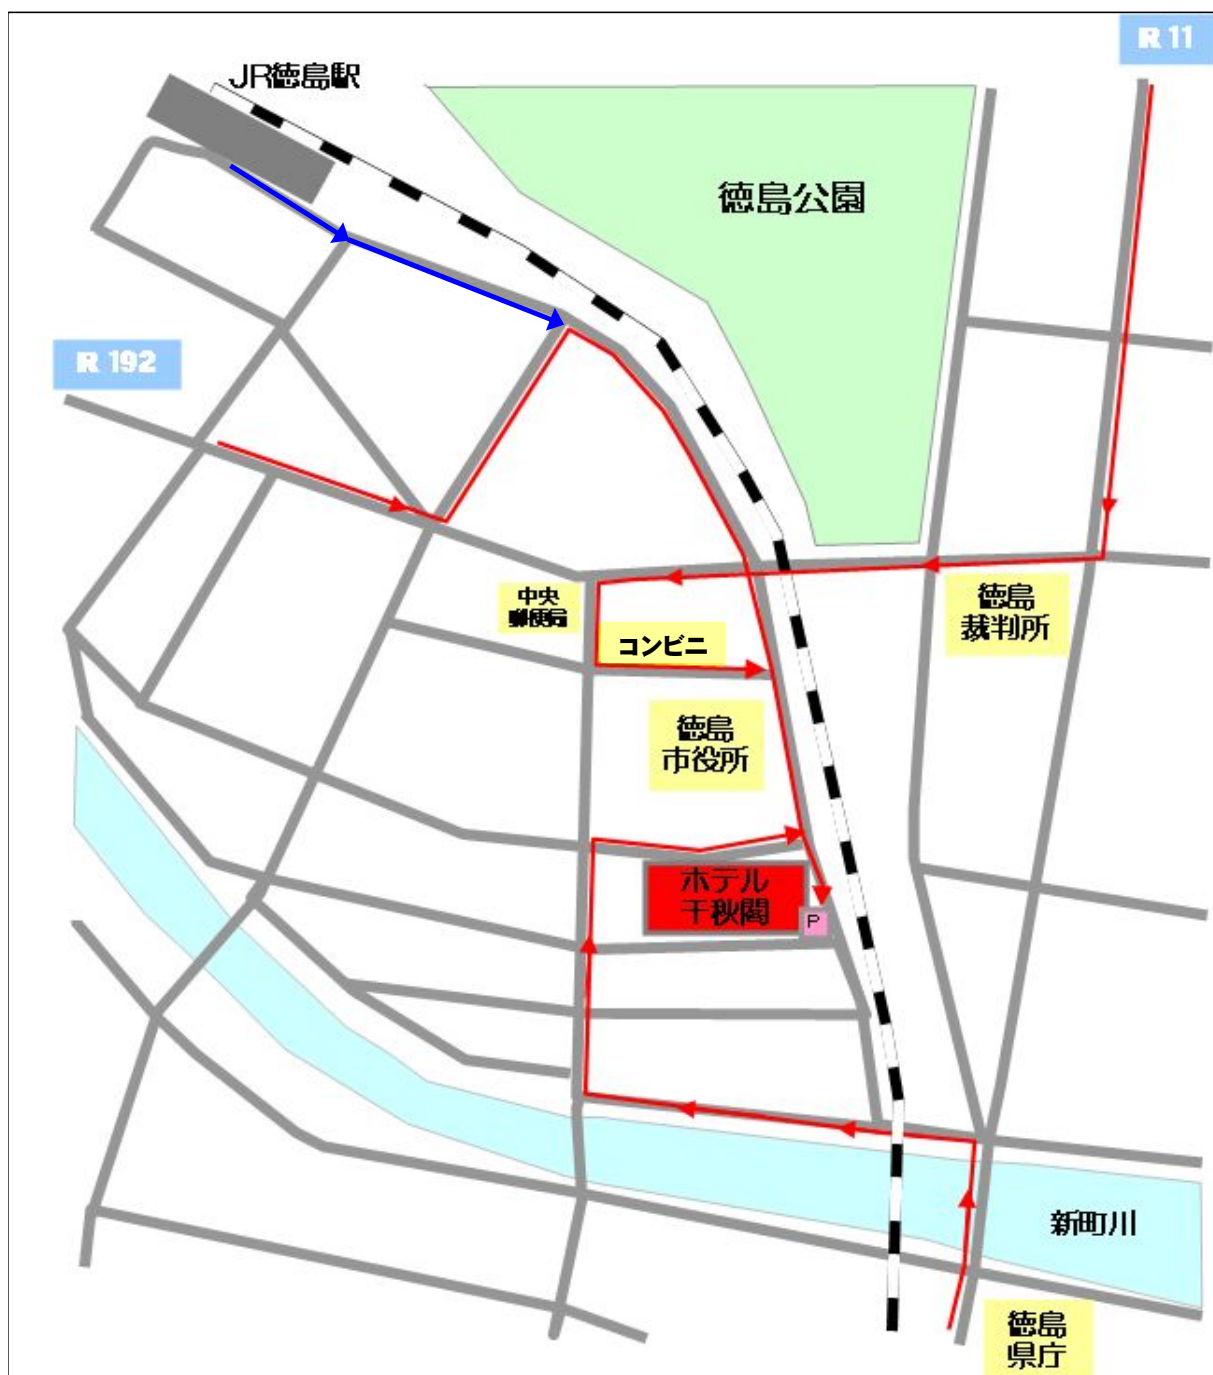 R 11
JR徳島駅
徳島公園
R 192
中央
郵便局
徳島
裁判所
コンビニ
徳島
市役所
ホテル
千秋閣
P
新町川
徳島
県庁